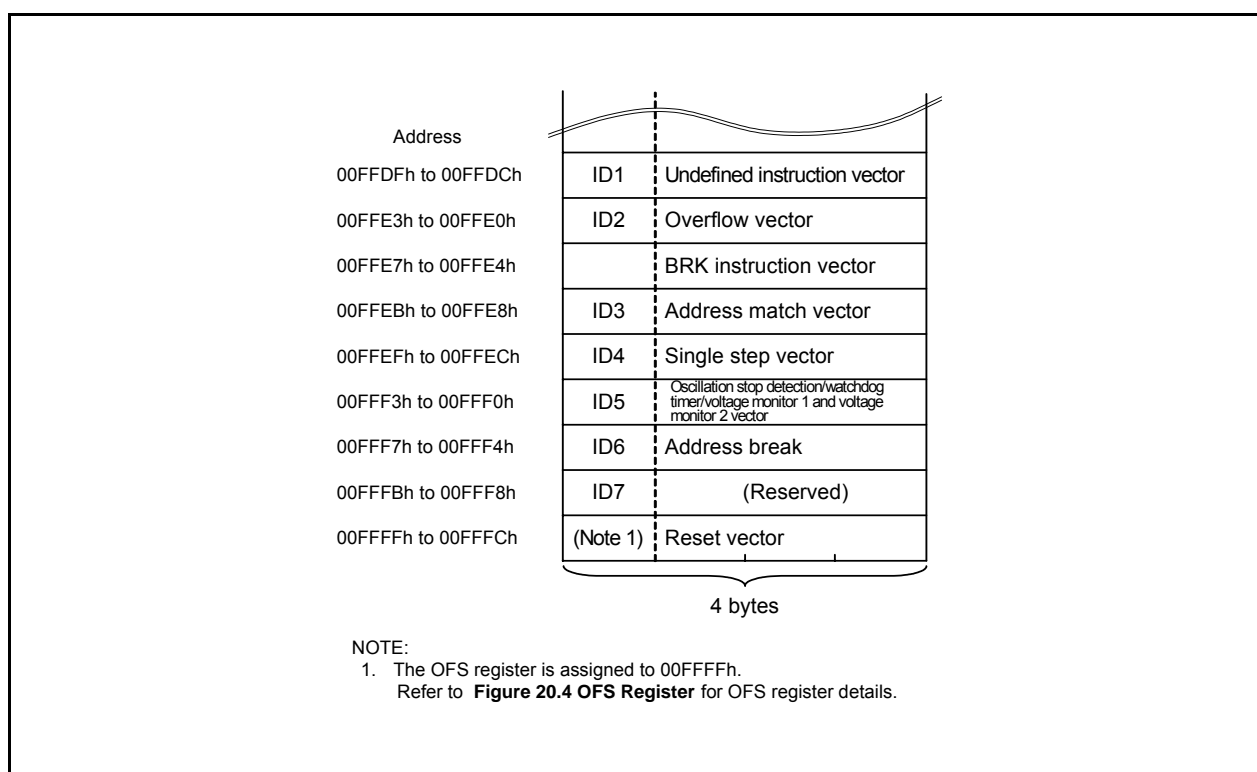 Address
00FFDFh to 00FFDCh ID1 Undefined instruction vector
00FFE3h to 00FFE0h ID2 Overflow vector
00FFE7h to 00FFE4h BRK instruction vector
00FFEBh to 00FFE8h ID3 Address match vector
00FFEFh to 00FFECh ID4 Single step vector
00FFF3h to 00FFF0h ID5 Oscillation stop detection/watchdog
timer/voltage monitor 1 and voltage
monitor 2 vector
00FFF7h to 00FFF4h ID6 Address break
00FFFBh to 00FFF8h ID7 (Reserved)
00FFFFh to 00FFFCh (Note 1) Reset vector
4 bytes
NOTE:
1. The OFS register is assigned to 00FFFFh.
Refer to Figure 20.4 OFS Register for OFS register details.